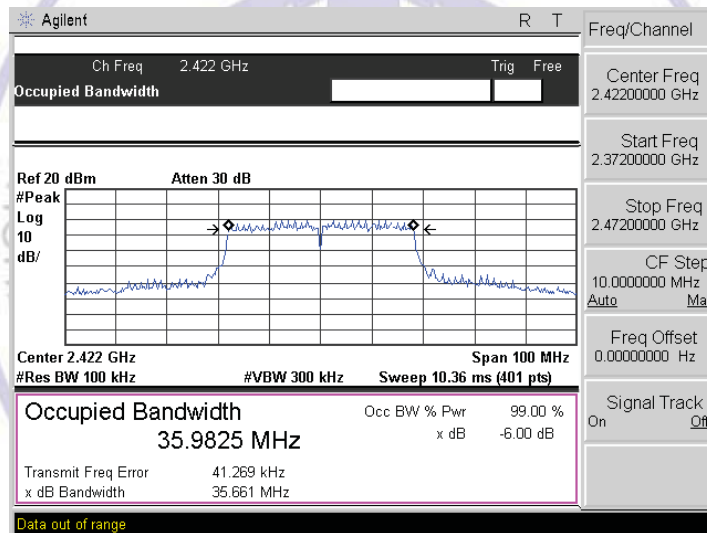 Agilent R T
Ch Freq 2.422 GHz Trig Free
Occupied Bandwidth
Ref 20 dBm Atten 30 dB
#Peak
Log
10
dB/
Center 2.422 GHz Span 100 MHz
#Res BW 100 kHz #VBW 300 kHz Sweep 10.36 ms (401 pts)
Occupied Bandwidth Occ BW % Pwr 99.00 %
35.9825 MHz x dB -6.00 dB
Transmit Freq Error 41.269 kHz
x dB Bandwidth 35.661 MHz
Data out of range
Freq/Channel
Center Freq
2.42200000 GHz
Start Freq
2.37200000 GHz
Stop Freq
2.47200000 GHz
CF Step
10.0000000 MHz
Auto Ma
Freq Offset
0.00000000 Hz
Signal Track
On Off